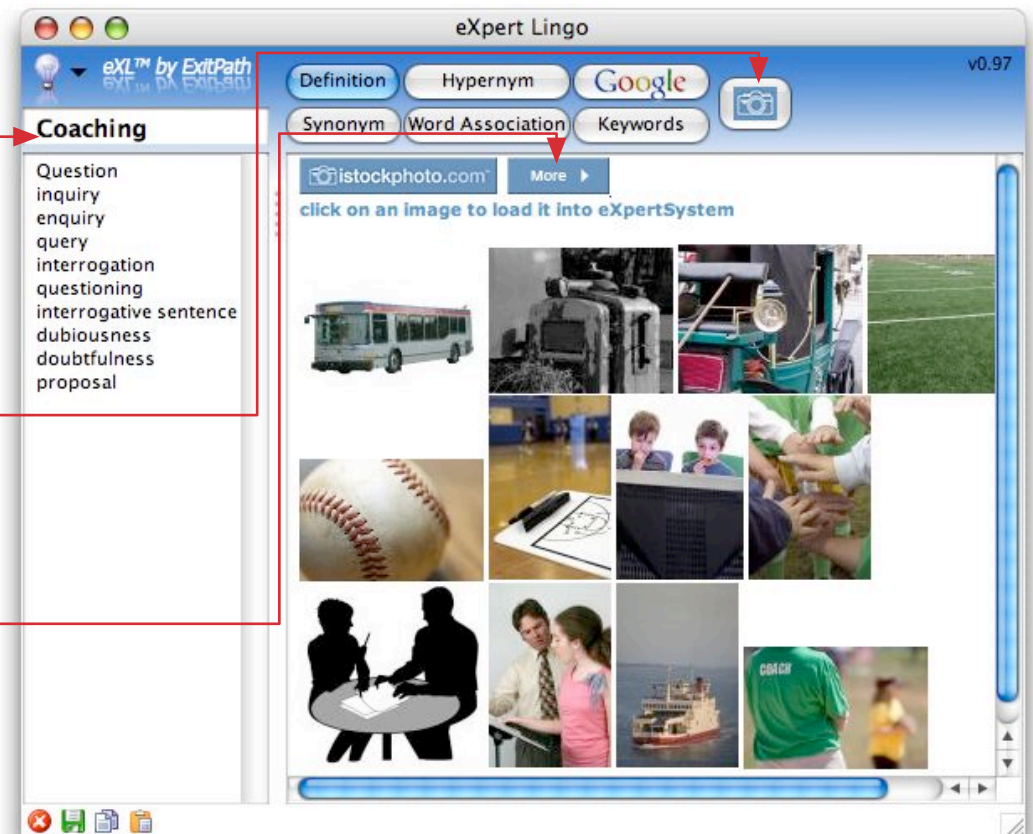 eXpert Lingo
eXL™ by ExitPath
v0.97
Definition
Hypernym
Google
Synonym
Word Association
Keywords
Coaching
Question
inquiry
enquiry
query
interrogation
questioning
interrogative sentence
dubiousness
doubtfulness
proposal
istockphoto.com™
More
click on an image to load it into eXpertSystem
COACH